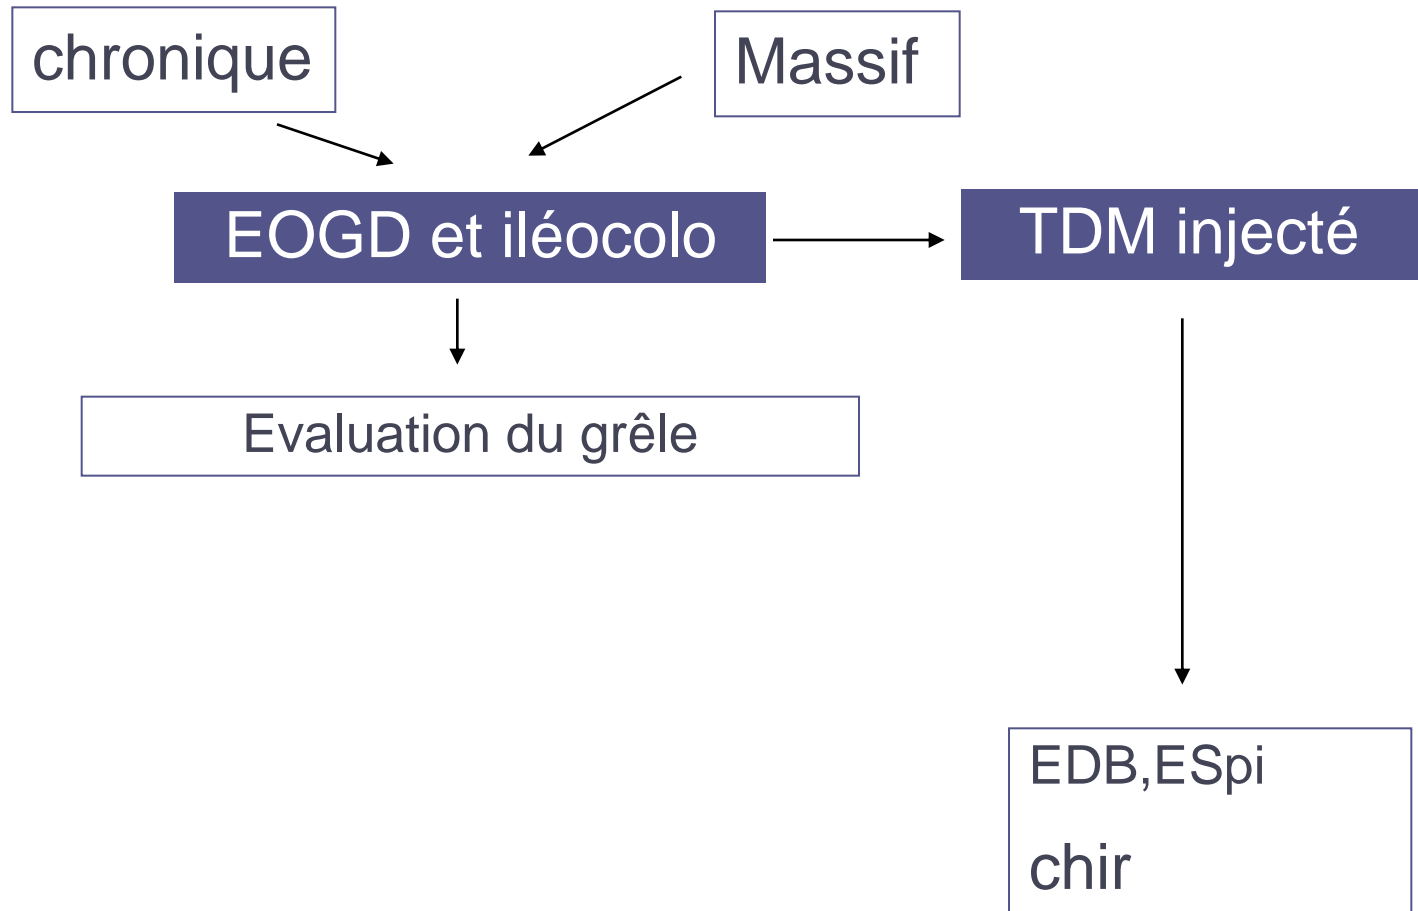 chronique
Massif
EOGD et iléocolo
TDM injecté
Evaluation du grêle
EDB,ESpi
chir